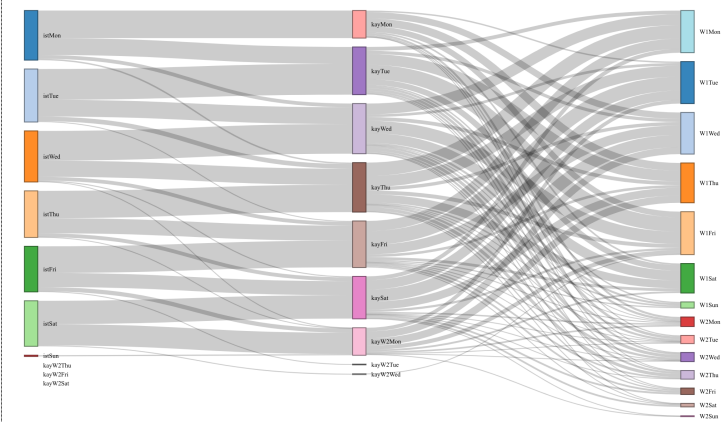 istMon
istTue
istWed
istThu
istFri
istSat
istSun
kayW2Thu
kayW2Fri
kayW2Sat
kayMon
kayTue
kayWed
kayThu
kayFri
kaySat
kayW2Mon
kayW2Tue
kayW2Wed
W1Mon
W1Tue
W1Wed
W1Thu
W1Fri
W1Sat
W1Sun
W2Mon
W2Tue
W2Wed
W2Thu
W2Fri
W2Sat
W2Sun